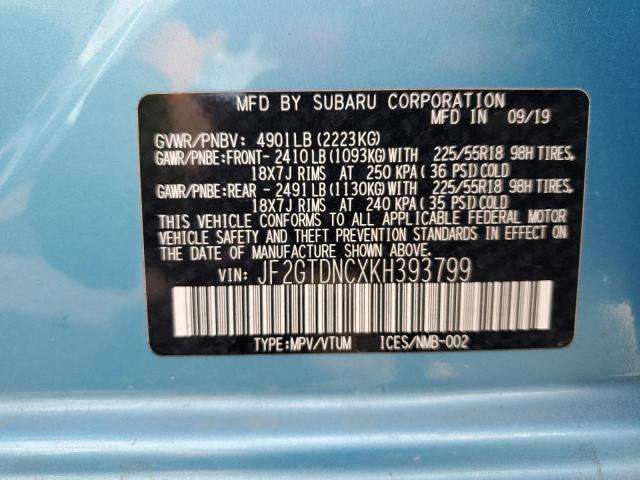 MFD BY SUBARU CORPORATION
MFD IN 09/19
GVWR/PNBV: 4901LB (2223KG)
GAWR/PNBE:FRONT- 2410LB (1093KG) WITH 225/55R18 98H TIRES,
18X7J RIMS AT 250 KPA ( 36 PSI) COLD
GAWR/PNBE:REAR - 2491LB (1130KG) WITH 225/55R18 98H TIRES,
18X7J RIMS AT 240 KPA ( 35 PSI) COLD
THIS VEHICLE CONFORMS TO ALL APPLICABLE FEDERAL MOTOR
VEHICLE SAFETY AND THEFT PREVENTION STANDARDS IN EFFECT ON
THE DATE OF MANUFACTURE SHOWN ABOVE.
VIN: JF2GTDNCXKH393799
TYPE:MPV/VTUM ICES/NMB-002